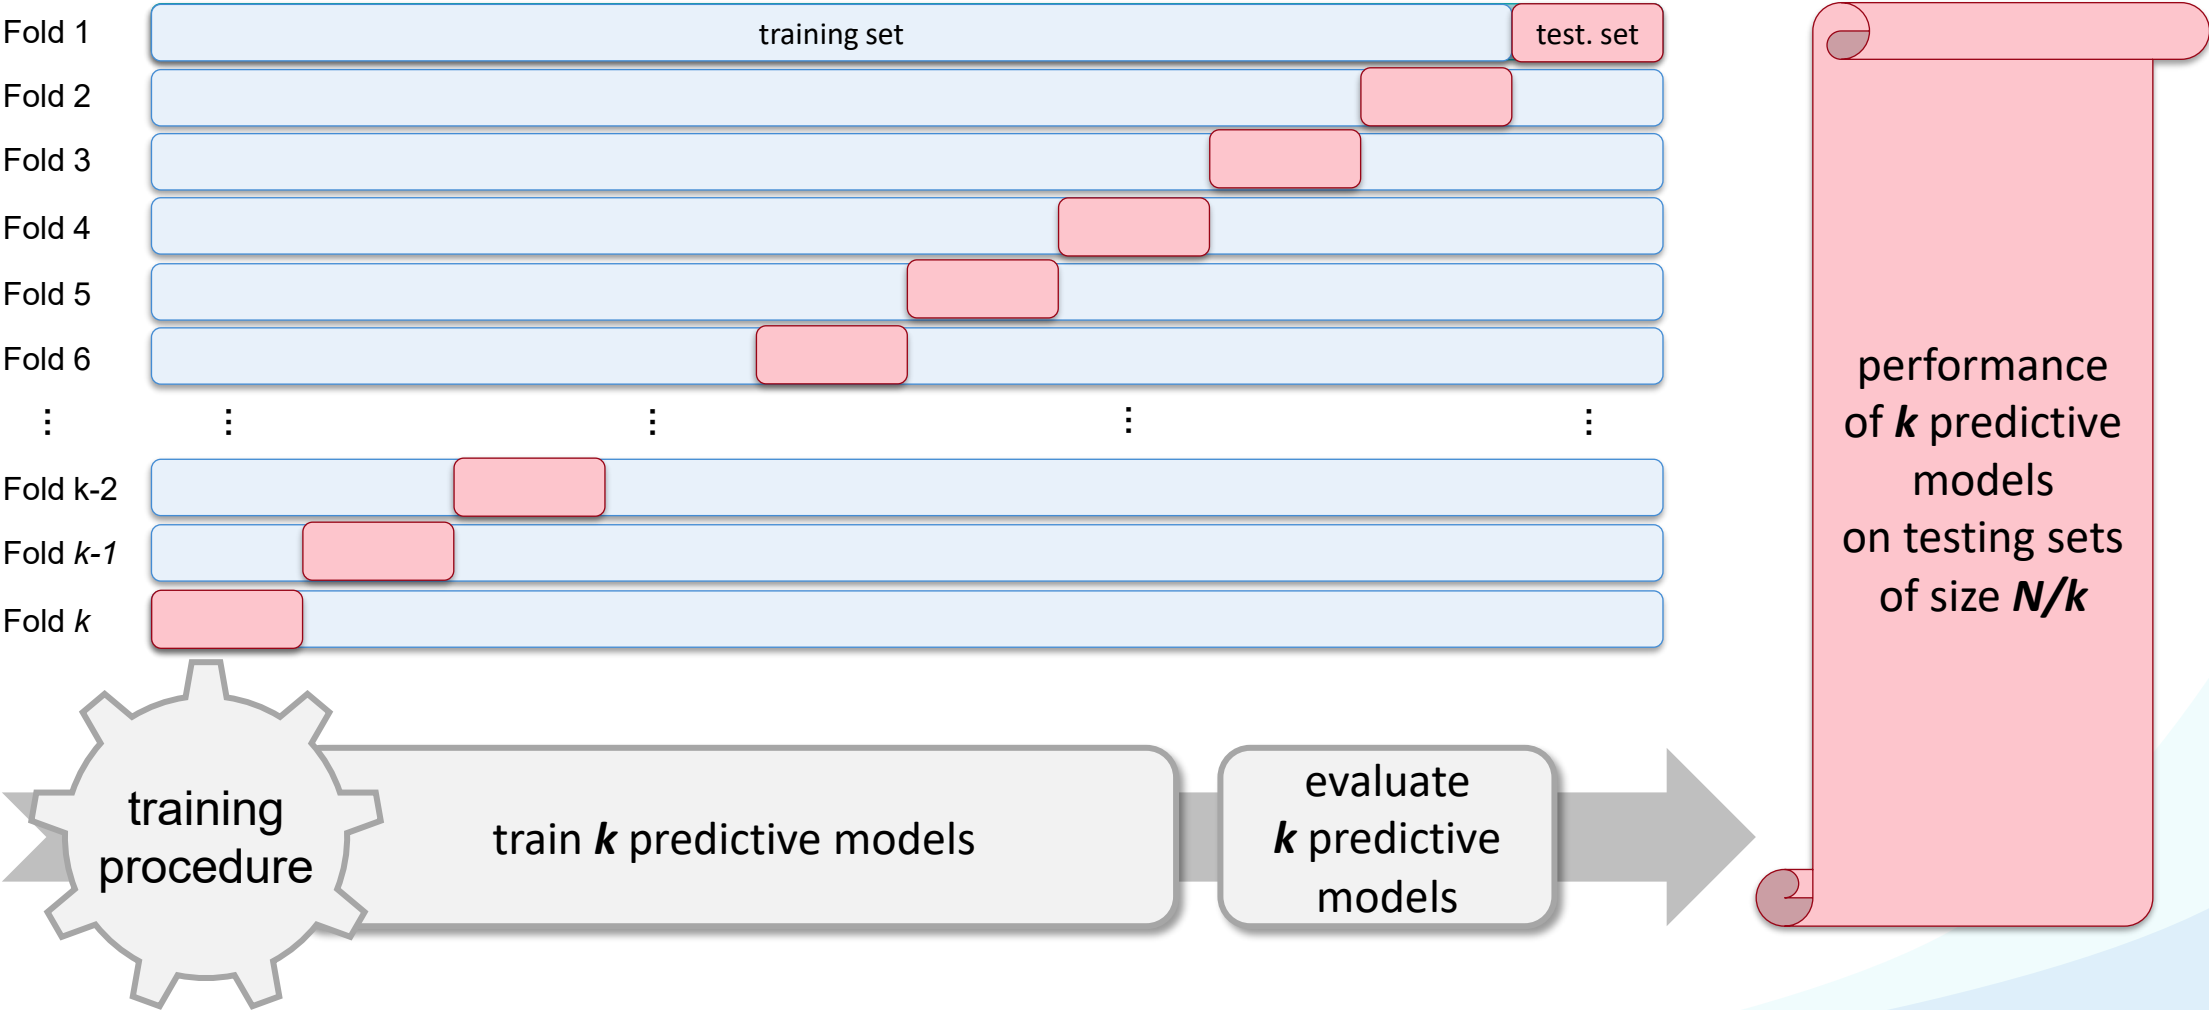 Fold 1
training set
test. set
Fold 2
Fold 3
Fold 4
Fold 5
Fold 6
⋮ ⋮ ⋮ ⋮ ⋮
Fold k-2
Fold k-1
Fold k
training
procedure
train k predictive models
evaluate
k predictive
models
performance
of k predictive
models
on testing sets
of size N/k